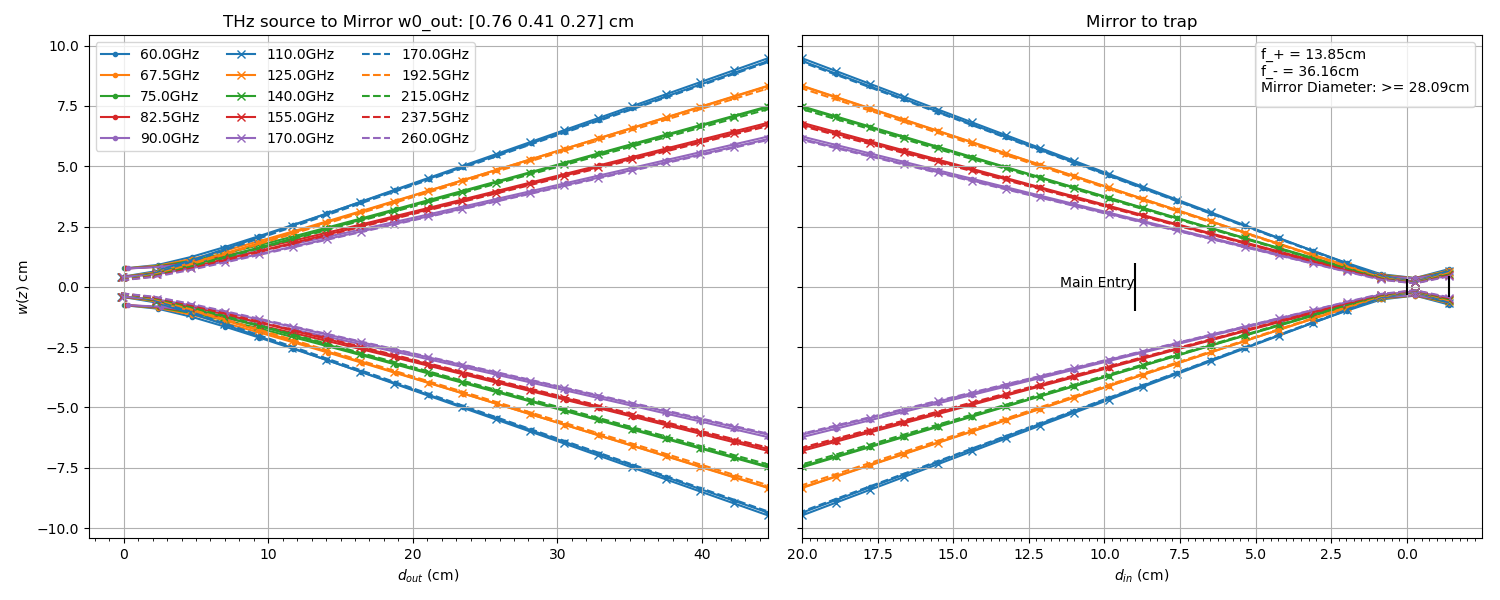 THz source to Mirror w0_out: [0.76 0.41 0.27] cm
60.0GHz 110.0GHz 170.0GHz
67.5GHz 125.0GHz 192.5GHz
75.0GHz 140.0GHz 215.0GHz
82.5GHz 155.0GHz 237.5GHz
90.0GHz 170.0GHz 260.0GHz
w(z) cm
10.0
7.5
5.0
2.5
0.0
−2.5
−5.0
−7.5
−10.0
0 10 20 30 40
d_out (cm)
Mirror to trap
f_+ = 13.85cm
f_- = 36.16cm
Mirror Diameter: >= 28.09cm
Main Entry
20.0 17.5 15.0 12.5 10.0 7.5 5.0 2.5 0.0
d_in (cm)